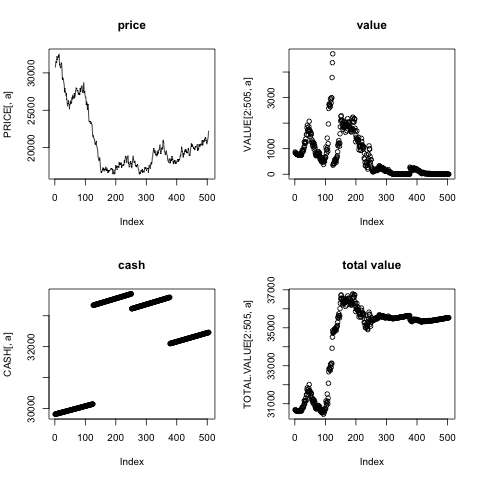 price
PRICE[, a]
20000 25000 30000
0 100 200 300 400 500
Index
value
VALUE[2:505, a]
0 1000 3000
0 100 200 300 400 500
Index
cash
CASH[, a]
30000 32000
0 100 200 300 400 500
Index
total value
TOTAL.VALUE[2:505, a]
31000 33000 35000 37000
0 100 200 300 400 500
Index